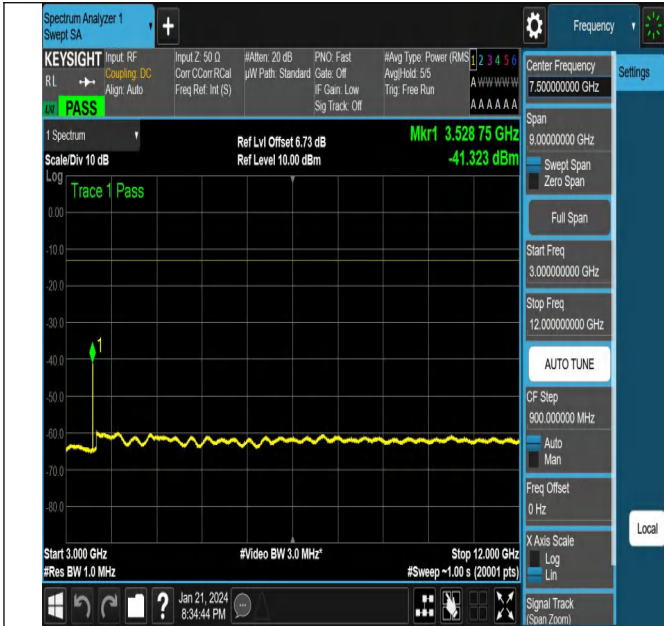 Spectrum Analyzer 1
Swept SA
Frequency
KEYSIGHT
RL
LXI
PASS
Input: RF
Coupling: DC
Align: Auto
Input Z: 50 Ω
Corr CCorr RCal
Freq Ref: Int (S)
#Atten: 20 dB
µW Path: Standard
PNO: Fast
Gate: Off
IF Gain: Low
Sig Track: Off
#Avg Type: Power (RMS
Avg|Hold: 5/5
Trig: Free Run
1 2 3 4 5 6
A W W W W W
A A A A A A
1 Spectrum
Scale/Div 10 dB
Log
Ref Lvl Offset 6.73 dB
Ref Level 10.00 dBm
Mkr1 3.528 75 GHz
-41.323 dBm
Trace 1 Pass
0.00
-10.0
-20.0
-30.0
-40.0
-50.0
-60.0
-70.0
-80.0
1
Start 3.000 GHz
#Res BW 1.0 MHz
#Video BW 3.0 MHz*
Stop 12.000 GHz
#Sweep ~1.00 s (20001 pts)
Jan 21, 2024
8:34:44 PM
Center Frequency
7.500000000 GHz
Span
9.00000000 GHz
Swept Span
Zero Span
Full Span
Start Freq
3.000000000 GHz
Stop Freq
12.000000000 GHz
AUTO TUNE
CF Step
900.000000 MHz
Auto
Man
Freq Offset
0 Hz
X Axis Scale
Log
Lin
Signal Track
(Span Zoom)
Settings
Local